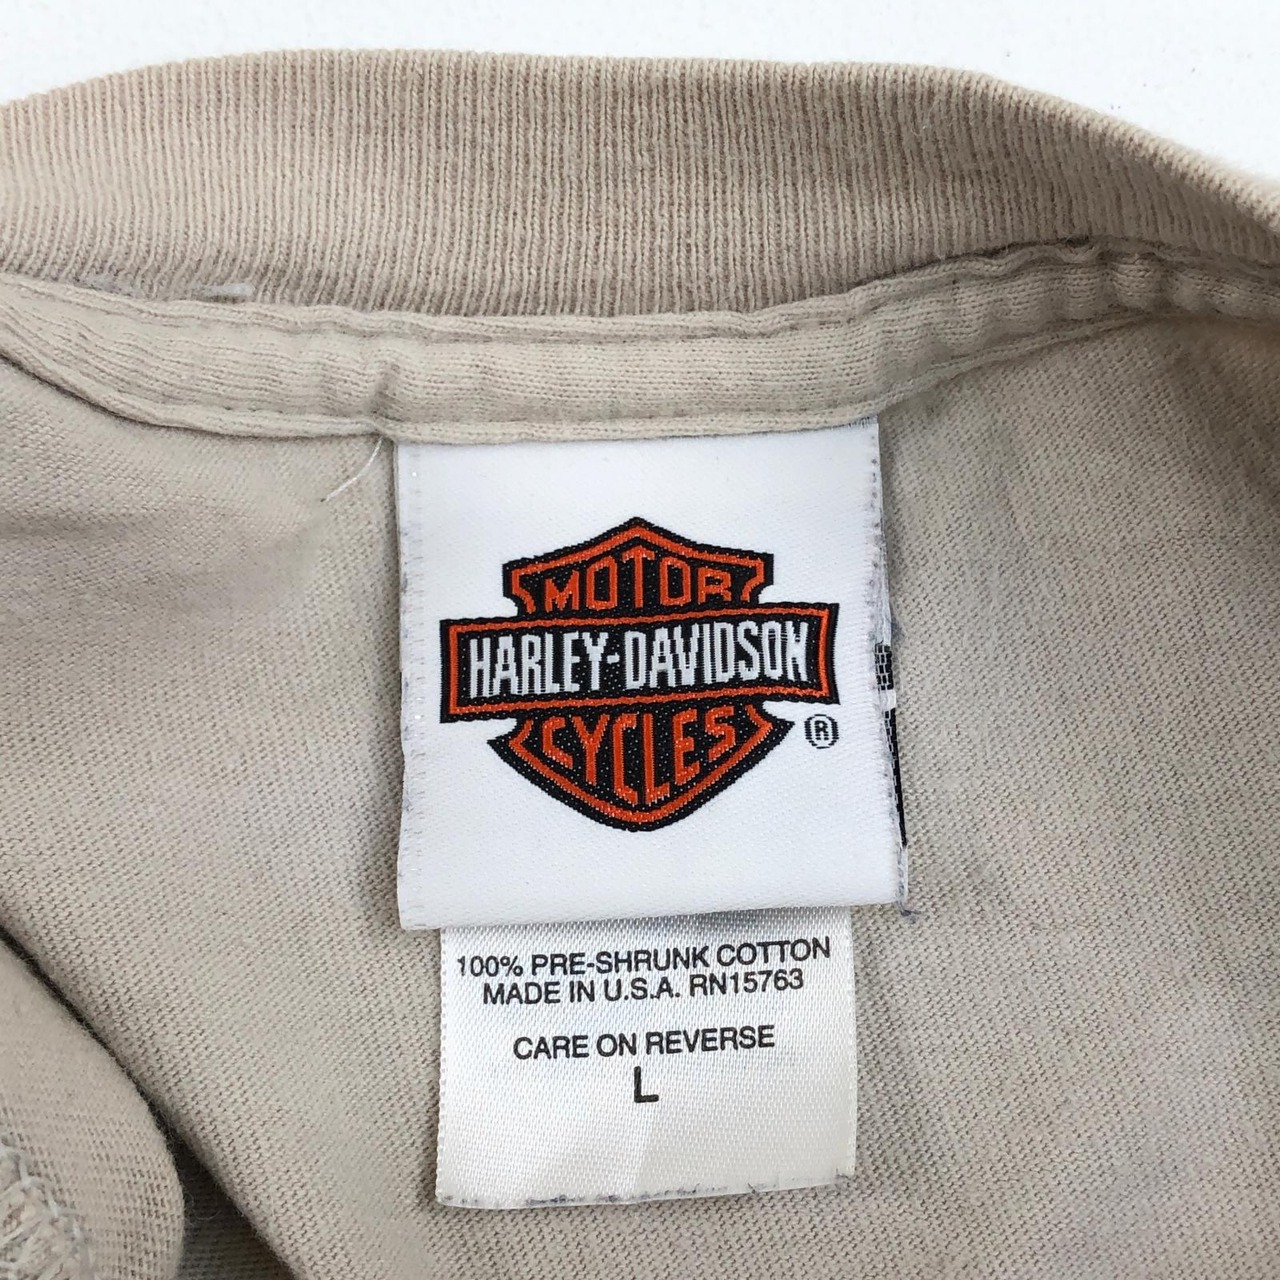 MOTOR
HARLEY-DAVIDSON
CYCLES
®
100% PRE-SHRUNK COTTON
MADE IN U.S.A. RN15763
CARE ON REVERSE
L